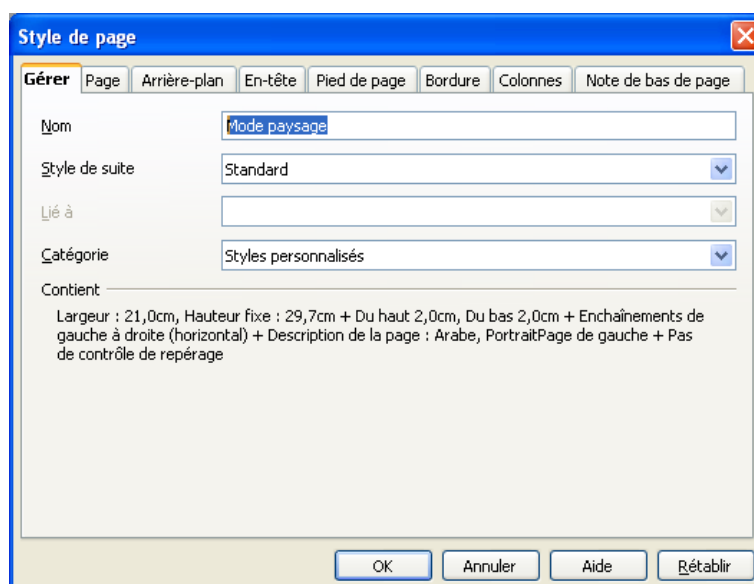 Style de page
Gérer Page Arrière-plan En-tête Pied de page Bordure Colonnes Note de bas de page
Nom Mode paysage
Style de suite Standard
Lié à
Catégorie Styles personnalisés
Contient
Largeur : 21,0cm, Hauteur fixe : 29,7cm + Du haut 2,0cm, Du bas 2,0cm + Enchaînements de
gauche à droite (horizontal) + Description de la page : Arabe, PortraitPage de gauche + Pas
de contrôle de repérage
OK Annuler Aide Rétablir